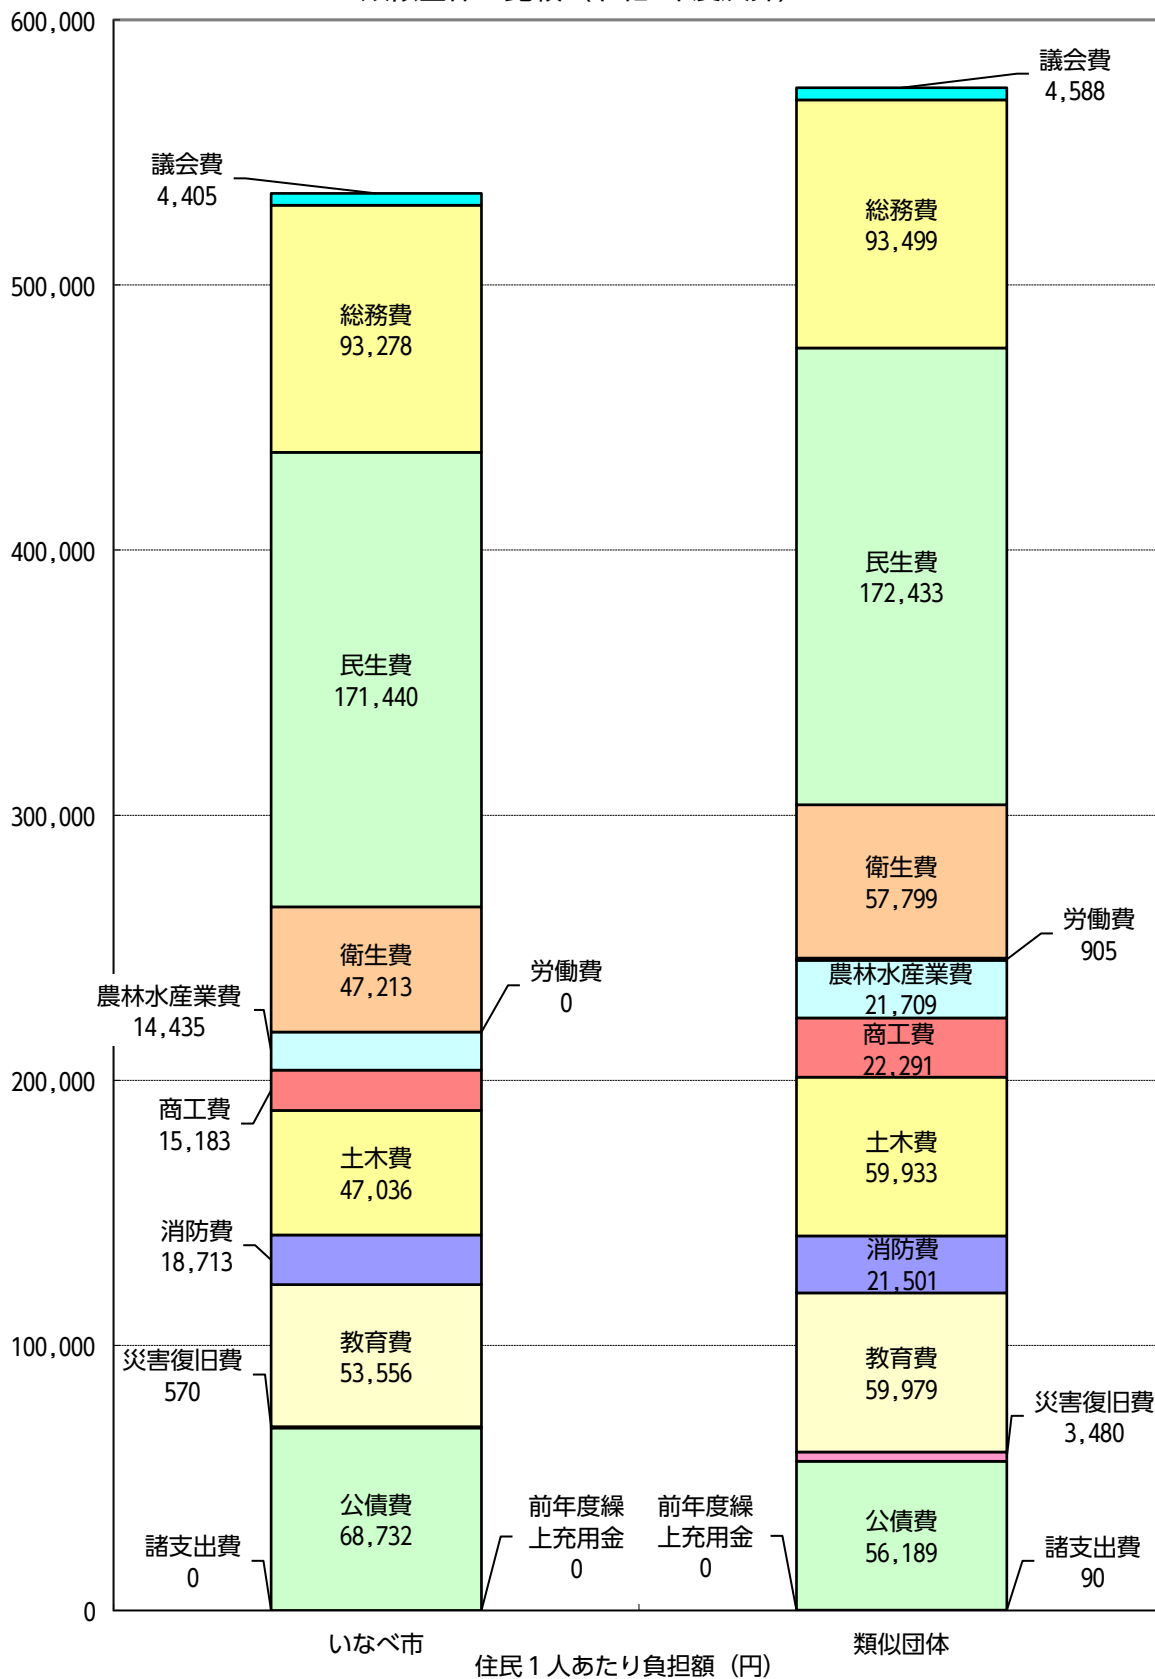 600,000
議会費
4,588
議会費
4,405
総務費
93,499
総務費
93,278
500,000
400,000
民生費
172,433
民生費
171,440
300,000
衛生費
57,799
労働費
905
衛生費
47,213
労働費
0
農林水産業費
14,435
農林水産業費
21,709
商工費
22,291
200,000
商工費
15,183
土木費
47,036
土木費
59,933
消防費
18,713
消防費
21,501
100,000
教育費
53,556
教育費
59,979
災害復旧費
570
災害復旧費
3,480
公債費
68,732
前年度繰
上充用金
0
前年度繰
上充用金
0
公債費
56,189
諸支出費
0
諸支出費
90
0
いなべ市
類似団体
住民1人あたり負担額（円）